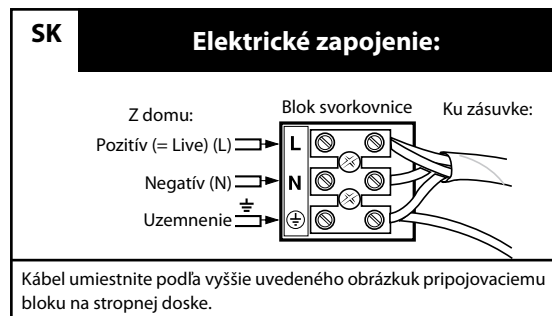 SK
Elektrické zapojenie:
Z domu:
Blok svorkovnice
Ku zásuvke:
Pozitív (= Live) (L)
L
Negatív (N)
N
Uzemnenie
Kábel umiestnite podľa vyššie uvedeného obrázkuk pripojovaciemu
bloku na stropnej doske.